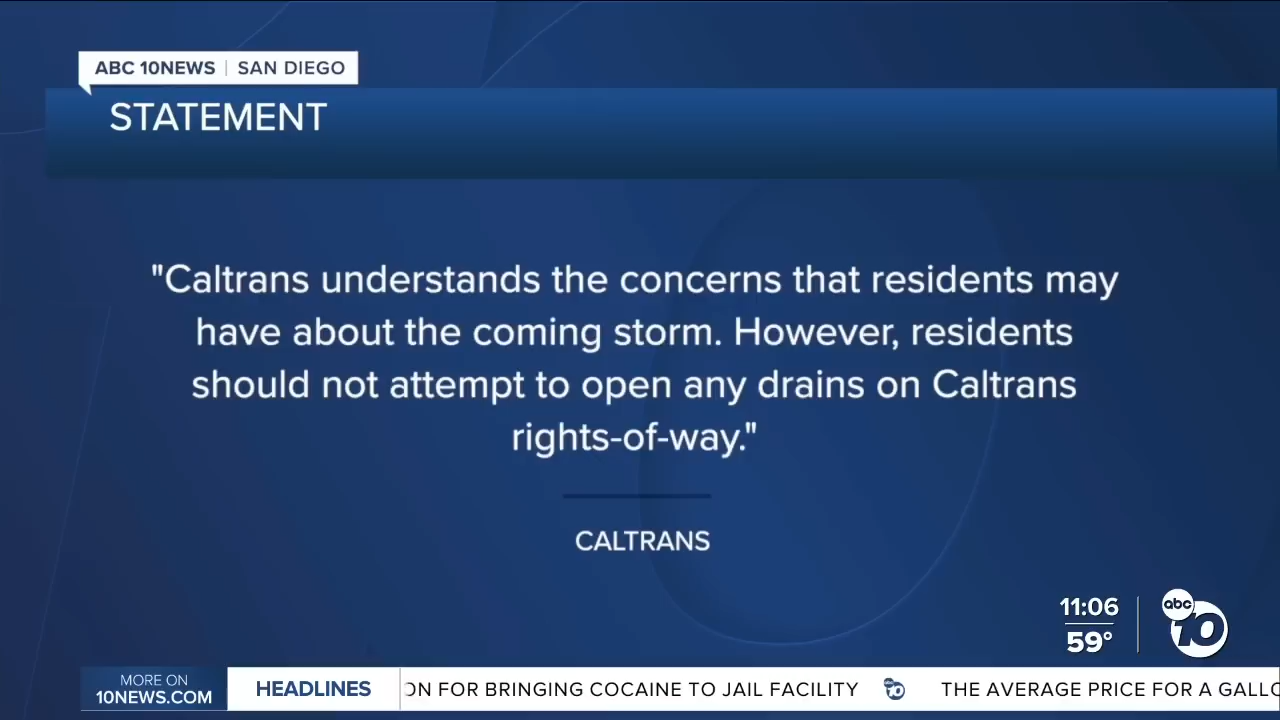 ABC 10NEWS | SAN DIEGO
STATEMENT
"Caltrans understands the concerns that residents may
have about the coming storm. However, residents
should not attempt to open any drains on Caltrans
rights-of-way."
CALTRANS
11:06
59°
abc
10
MORE ON
10NEWS.COM
HEADLINES
FOR BRINGING COCAINE TO JAIL FACILITY
abc 10
THE AVERAGE PRICE FOR A